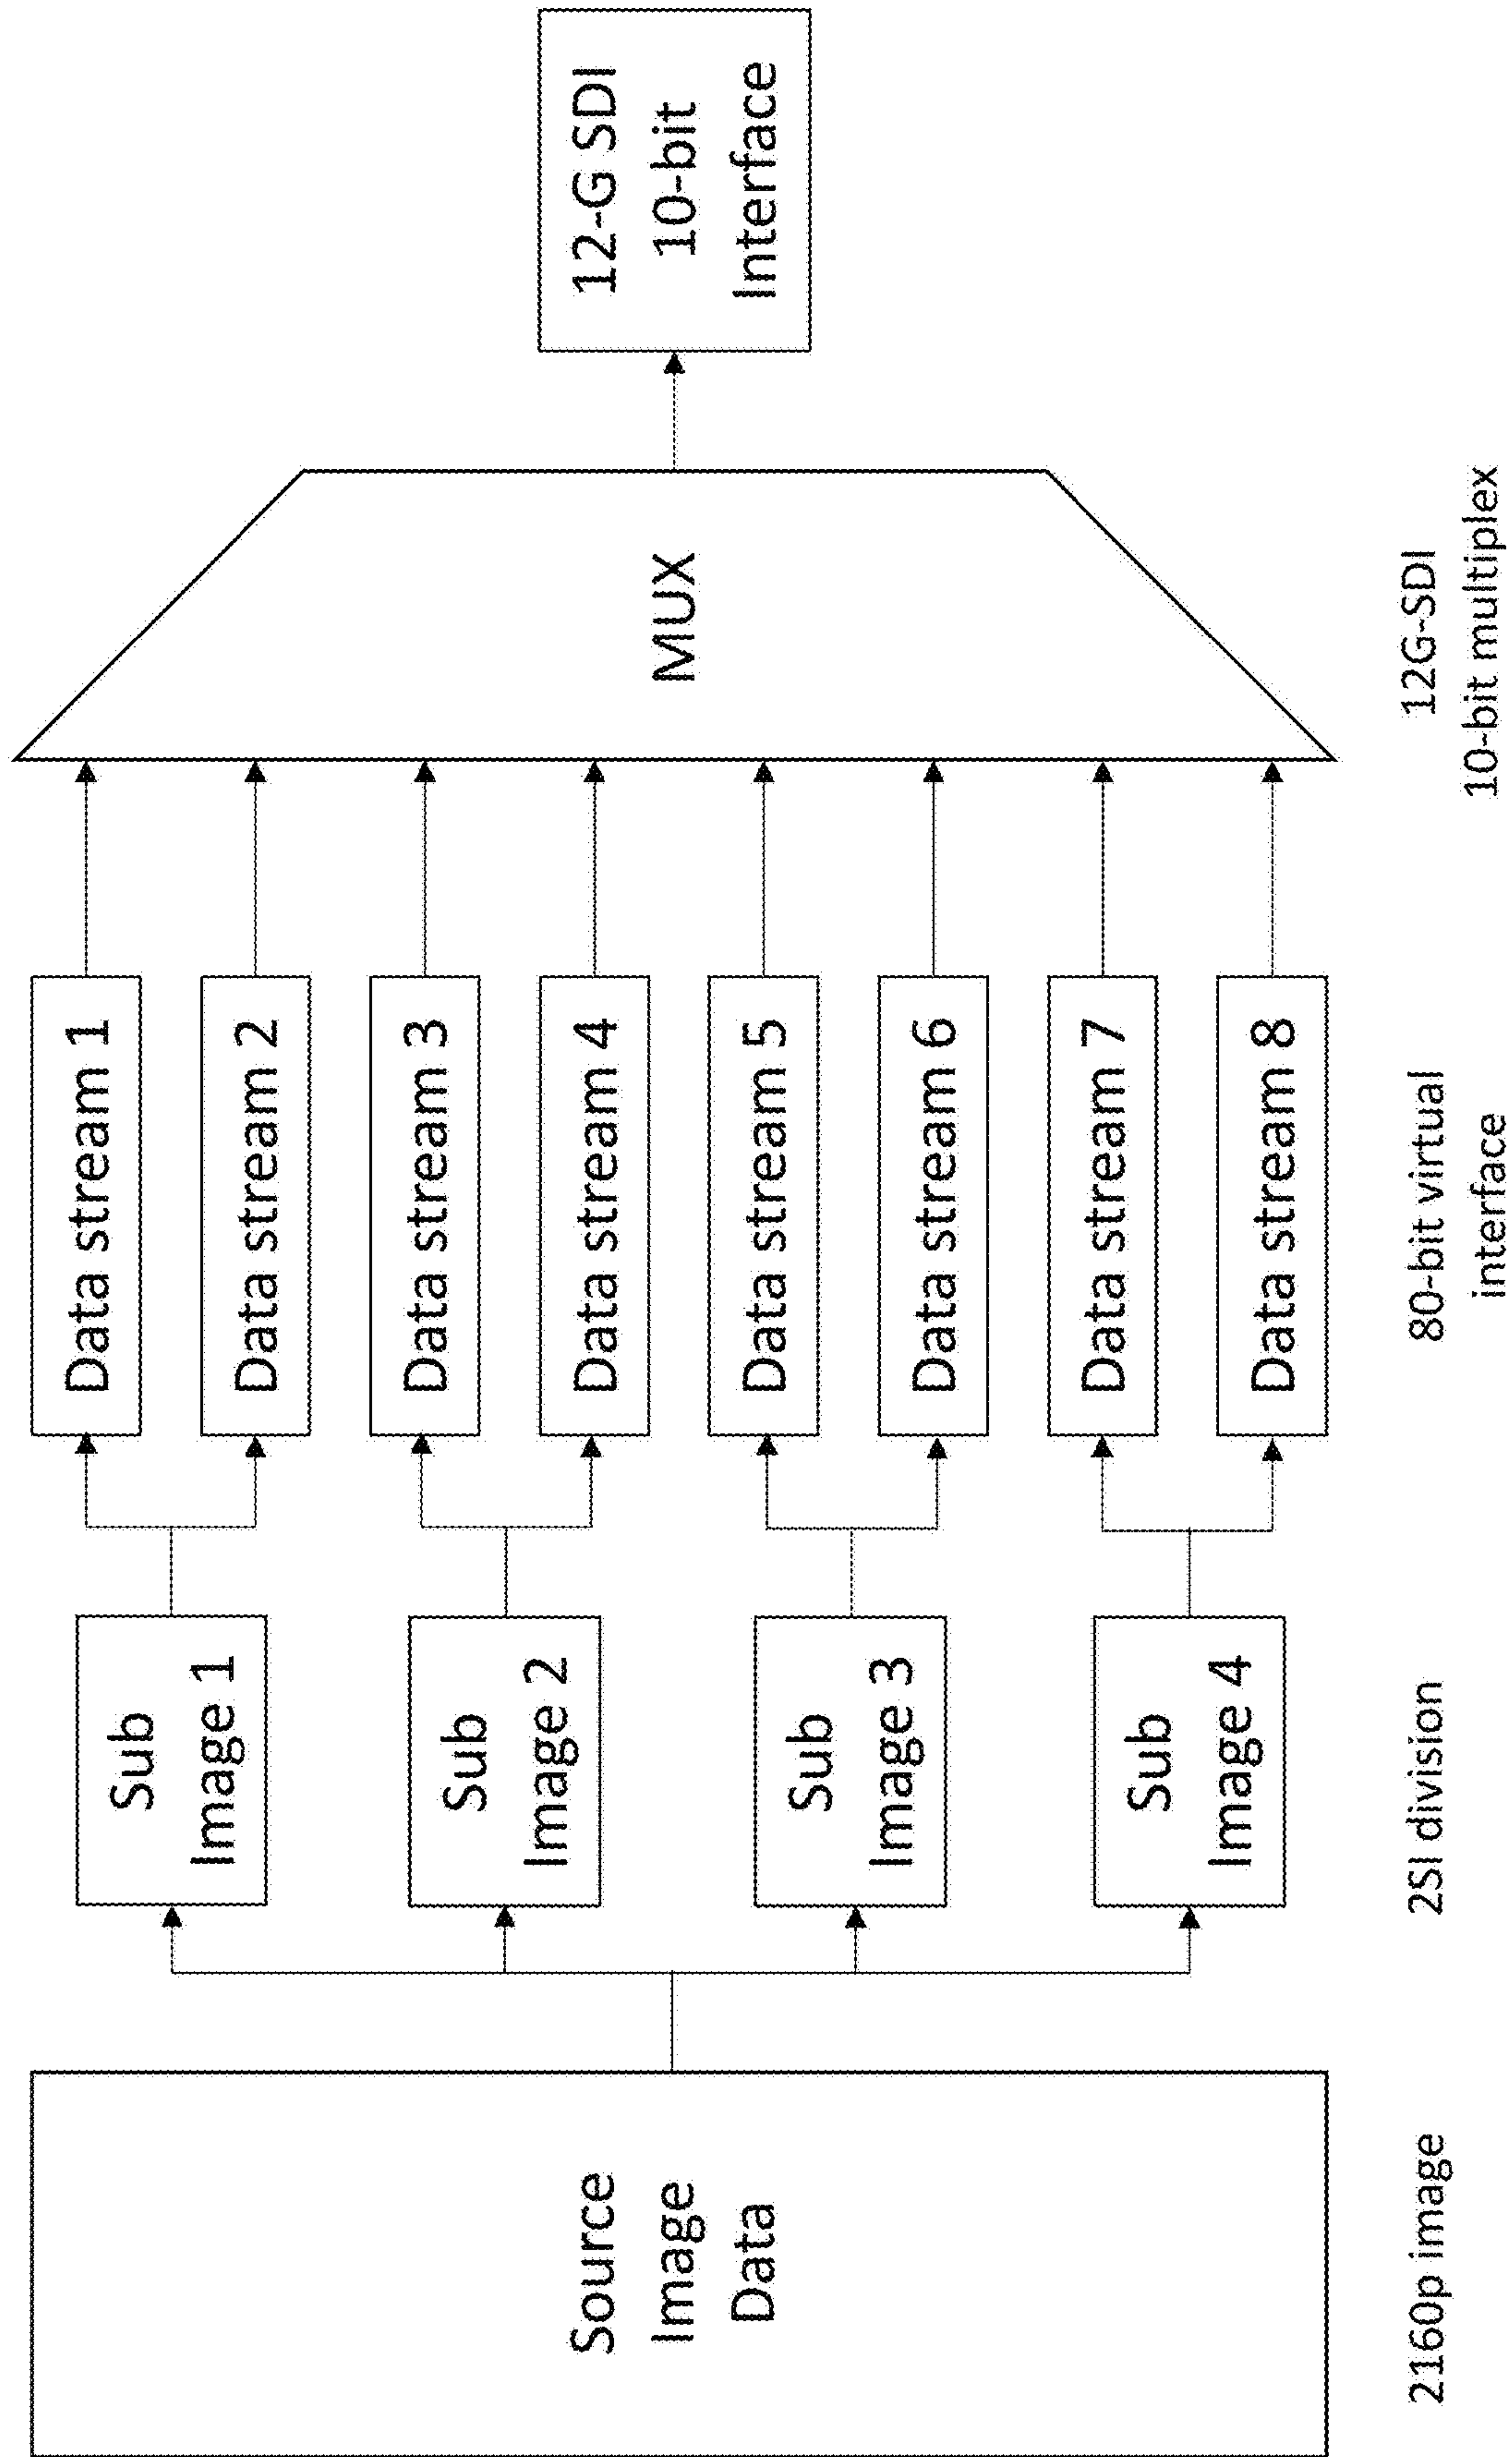 Source
Image
Data
2160p image
Sub
Image 1
Sub
Image 2
Sub
Image 3
Sub
Image 4
2SI division
Data stream 1
Data stream 2
Data stream 3
Data stream 4
Data stream 5
Data stream 6
Data stream 7
Data stream 8
80-bit virtual
interface
MUX
12G-SDI
10-bit multiplex
12-G SDI
10-bit
Interface